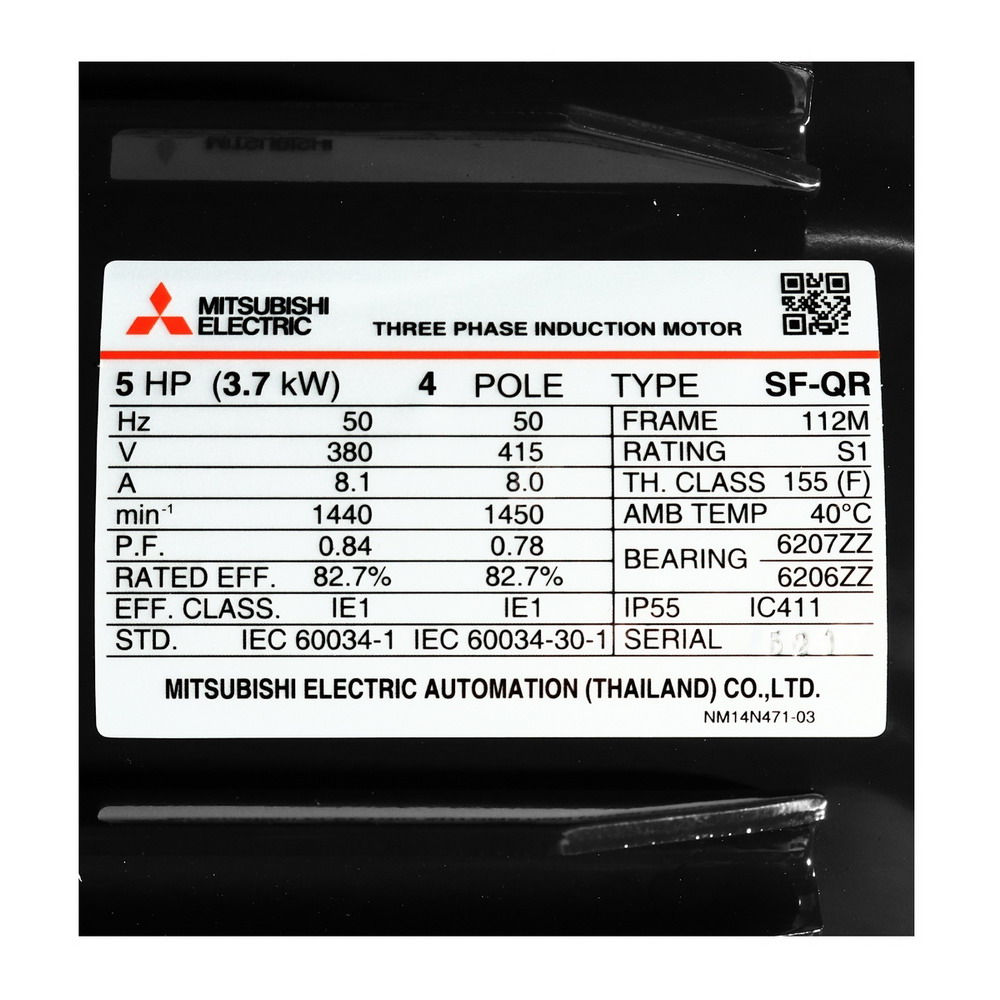 MITSUBISHI
ELECTRIC
THREE PHASE INDUCTION MOTOR
5 HP (3.7 kW) 4 POLE TYPE SF-QR
Hz 50 50 FRAME 112M
V 380 415 RATING S1
A 8.1 8.0 TH. CLASS 155 (F)
min⁻¹ 1440 1450 AMB TEMP 40°C
P.F. 0.84 0.78 BEARING 6207ZZ
RATED EFF. 82.7% 82.7% 6206ZZ
EFF. CLASS. IE1 IE1 IP55 IC411
STD. IEC 60034-1 IEC 60034-30-1 SERIAL
MITSUBISHI ELECTRIC AUTOMATION (THAILAND) CO.,LTD.
NM14N471-03